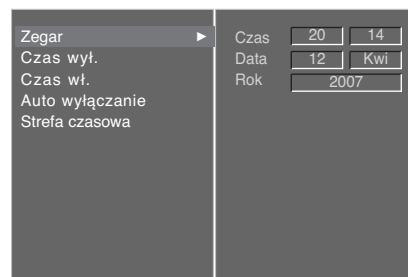 Zegar ►
Czas wył.
Czas wł.
Auto wyłączanie
Strefa czasowa
Czas 20 14
Data 12 Kwi
Rok 2007